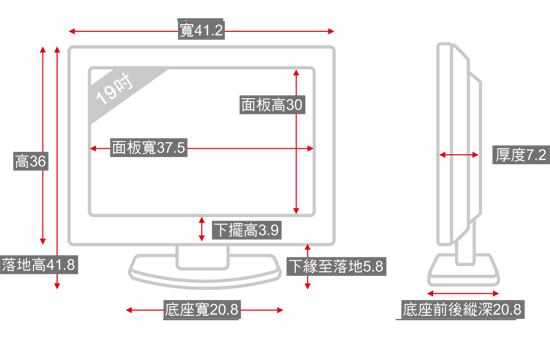 寬41.2
19吋
面板高30
面板寬37.5
厚度7.2
高36
下擺高3.9
落地高41.8
下緣至落地5.8
底座寬20.8
底座前後縱深20.8